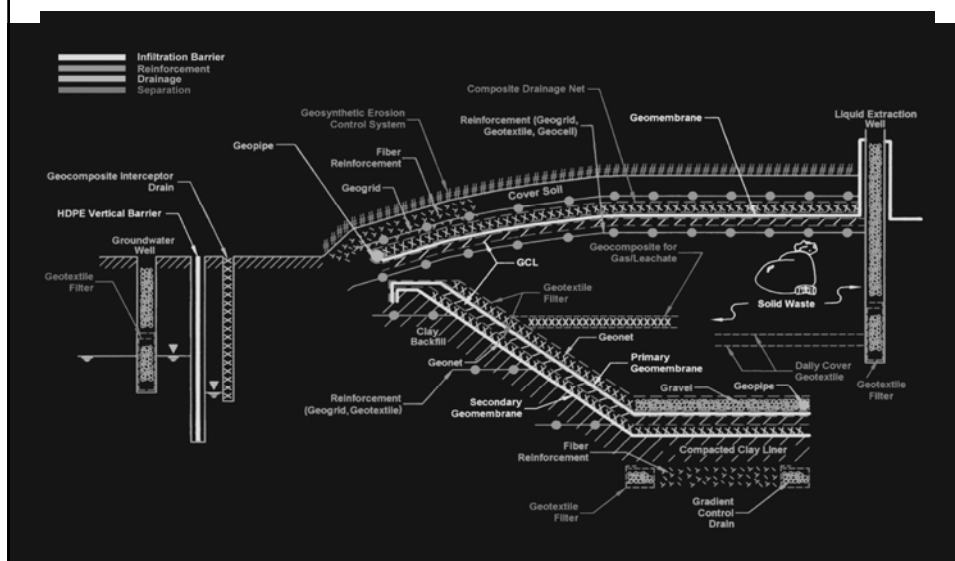 Infiltration Barrier
Reinforcement
Drainage
Separation
Composite Drainage Net
Geosynthetic Erosion
Control System
Reinforcement (Geogrid,
Geotextile, Geocell)
Geomembrane
Liquid Extraction
Well
Geopipe
Fiber
Reinforcement
Geocomposite Interceptor
Drain
Geogrid
Cover Soil
HDPE Vertical Barrier
Groundwater
Well
Geotextile
Filter
GCL
Geocomposite for
Gas/Leachate
Geotextile
Filter
Solid Waste
Clay
Backfill
Geonet
Geonet
Primary
Geomembrane
Daily Cover
Geotextile
Geotextile
Filter
Reinforcement
(Geogrid, Geotextile)
Secondary
Geomembrane
Gravel
Geopipe
Fiber
Reinforcement
Compacted Clay Liner
Geotextile
Filter
Gradient
Control
Drain